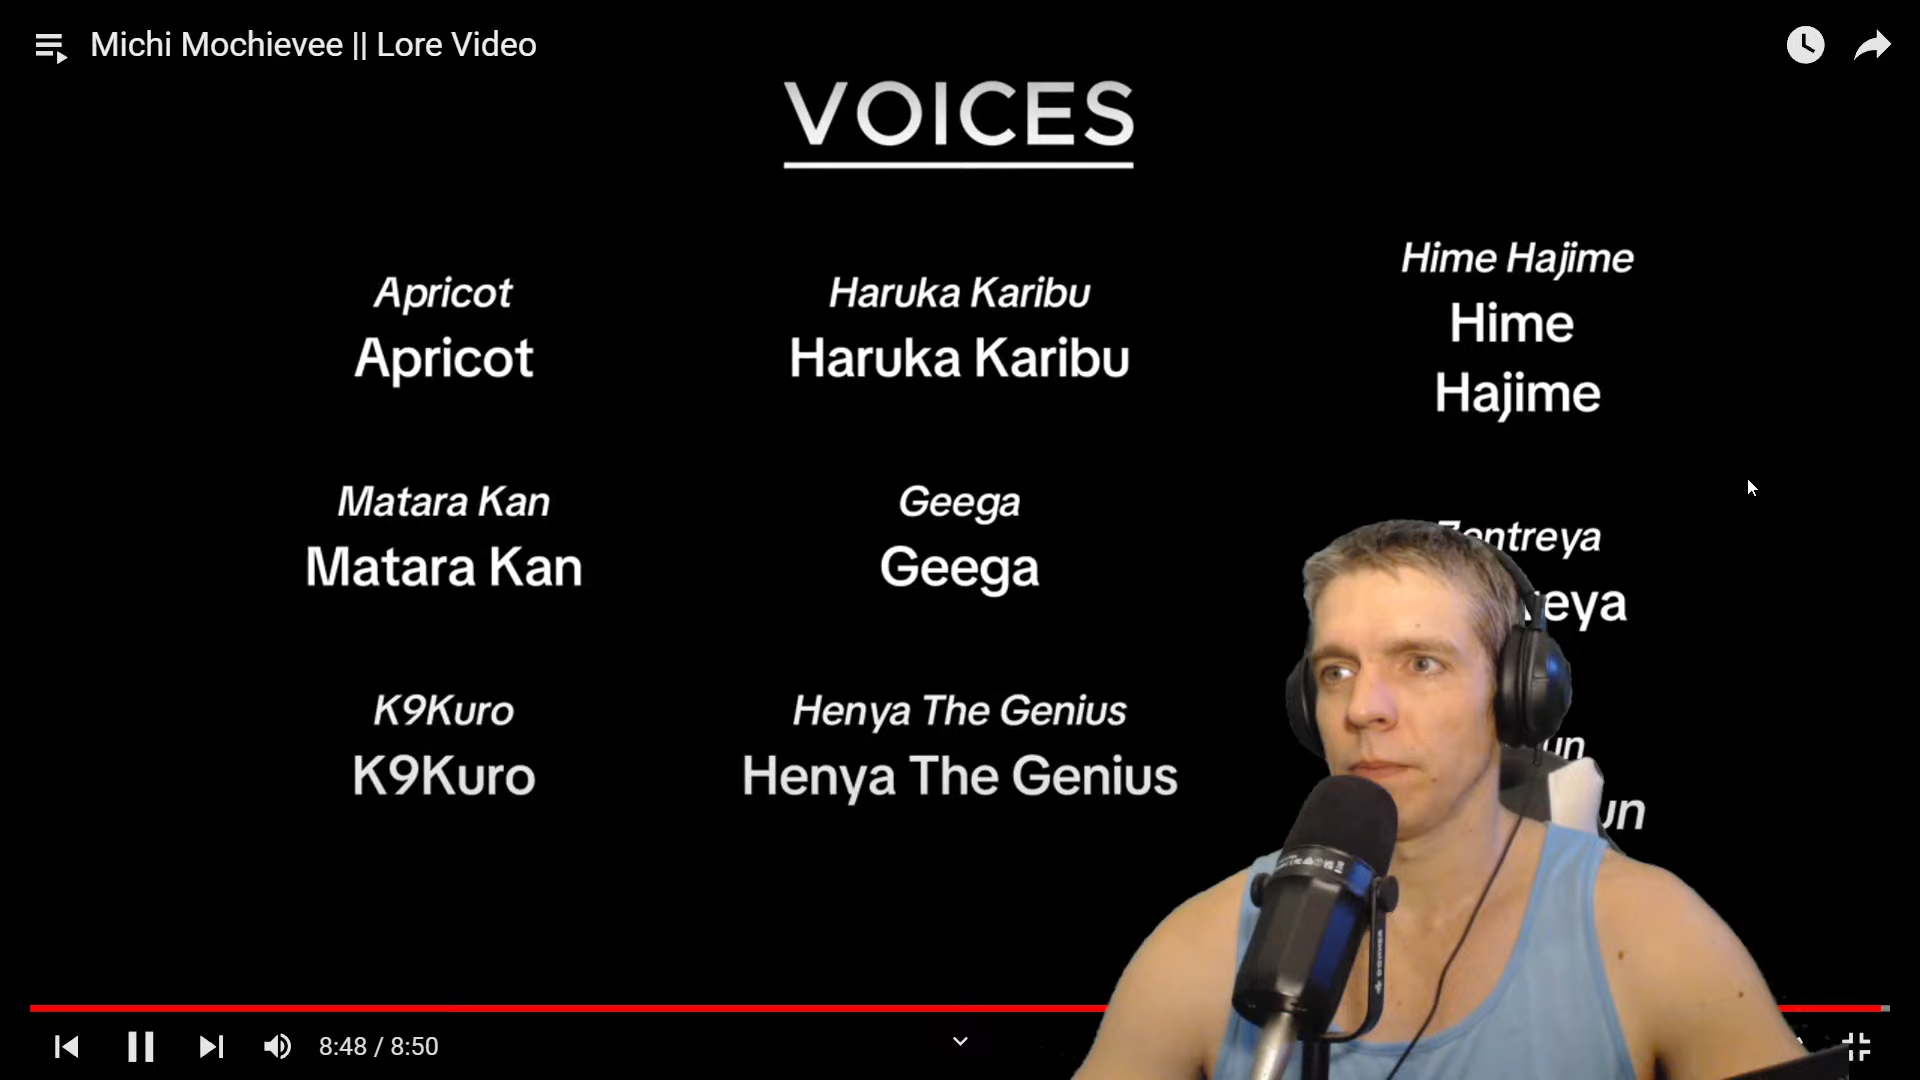 Michi Mochievee || Lore Video
VOICES
Apricot
Apricot
Haruka Karibu
Haruka Karibu
Hime Hajime
Hime
Hajime
Matara Kan
Matara Kan
Geega
Geega
K9Kuro
K9Kuro
Henya The Genius
Henya The Genius
8:48 / 8:50